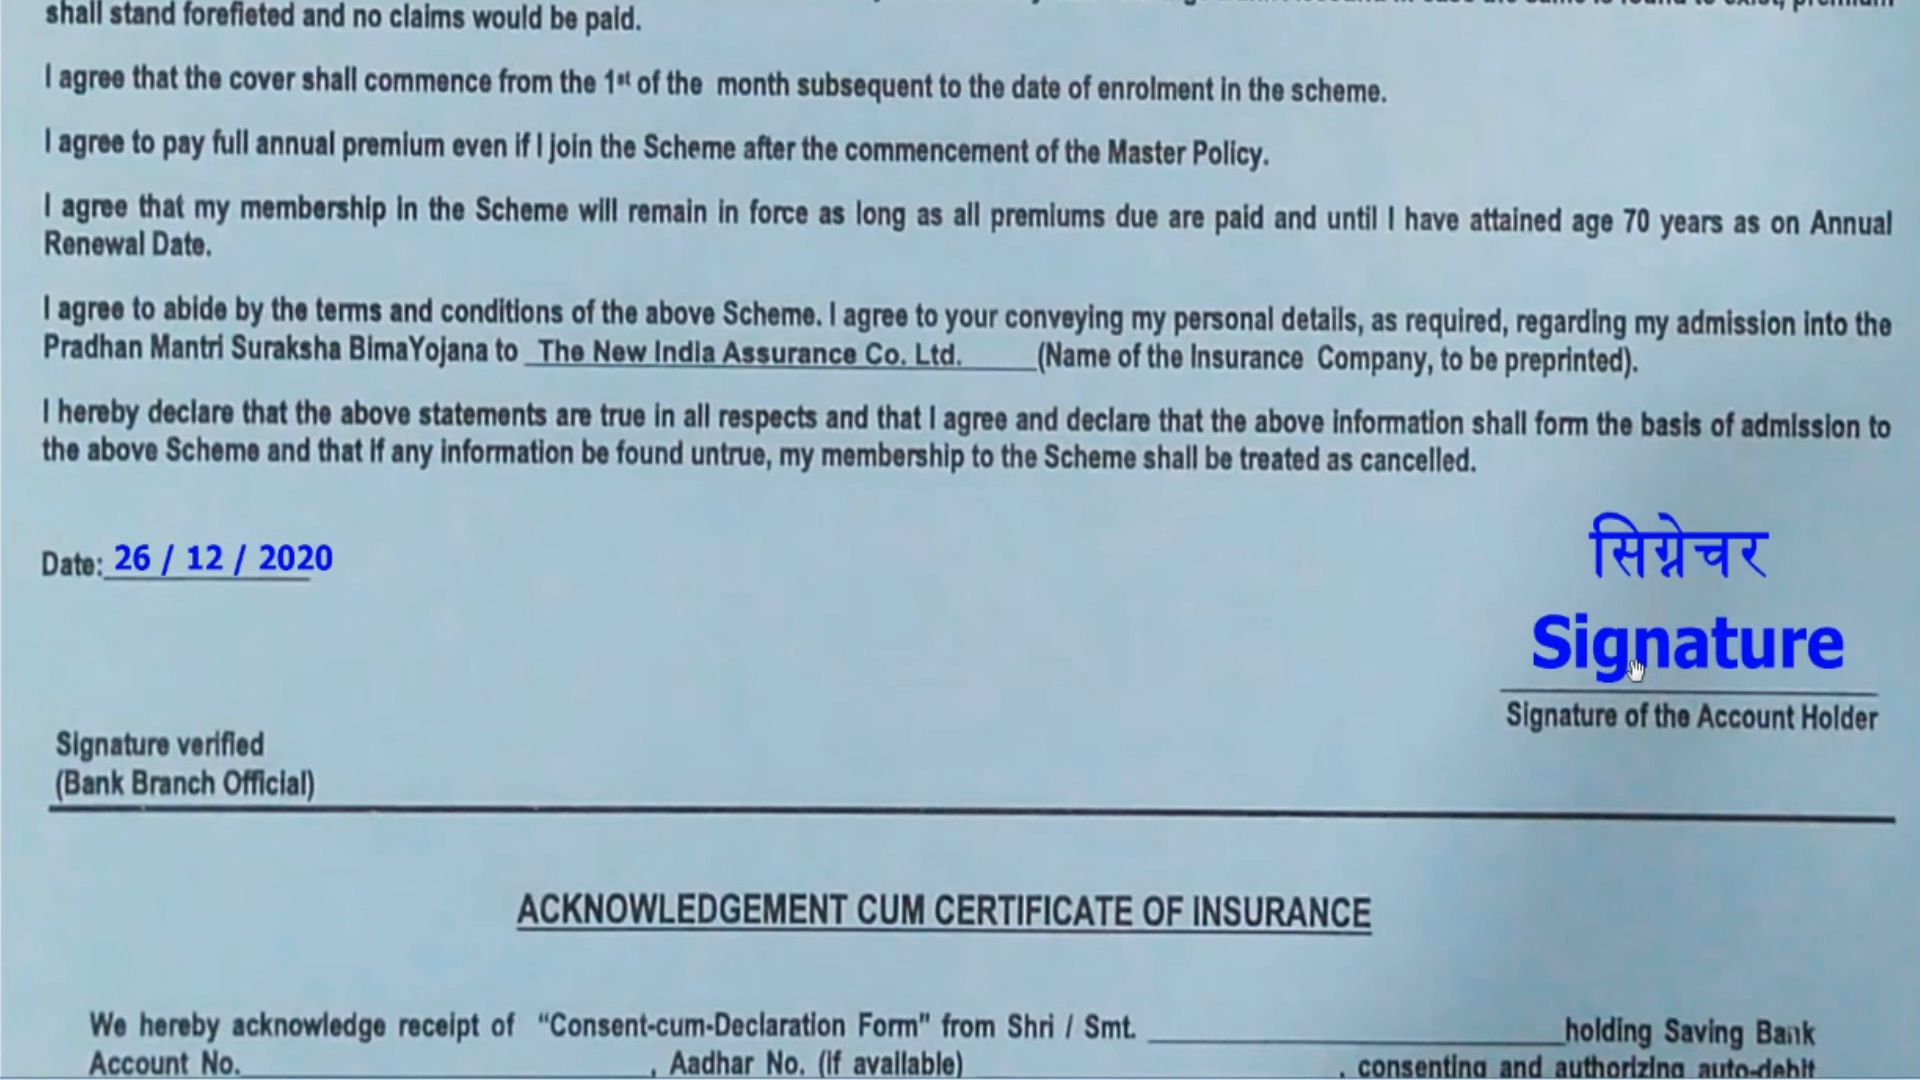 shall stand forefieted and no claims would be paid.
I agree that the cover shall commence from the 1st of the month subsequent to the date of enrolment in the scheme.
I agree to pay full annual premium even if I join the Scheme after the commencement of the Master Policy.
I agree that my membership in the Scheme will remain in force as long as all premiums due are paid and until I have attained age 70 years as on Annual
Renewal Date.
I agree to abide by the terms and conditions of the above Scheme. I agree to your conveying my personal details, as required, regarding my admission into the
Pradhan Mantri Suraksha BimaYojana to The New India Assurance Co. Ltd. (Name of the Insurance Company, to be preprinted).
I hereby declare that the above statements are true in all respects and that I agree and declare that the above information shall form the basis of admission to
the above Scheme and that if any information be found untrue, my membership to the Scheme shall be treated as cancelled.
Date: 26 / 12 / 2020
सिग्नेचर
Signature
Signature of the Account Holder
Signature verified
(Bank Branch Official)
ACKNOWLEDGEMENT CUM CERTIFICATE OF INSURANCE
We hereby acknowledge receipt of "Consent-cum-Declaration Form" from Shri / Smt. holding Saving Bank
Account No. , Aadhar No. (if available) , consenting and authorizing auto-debit